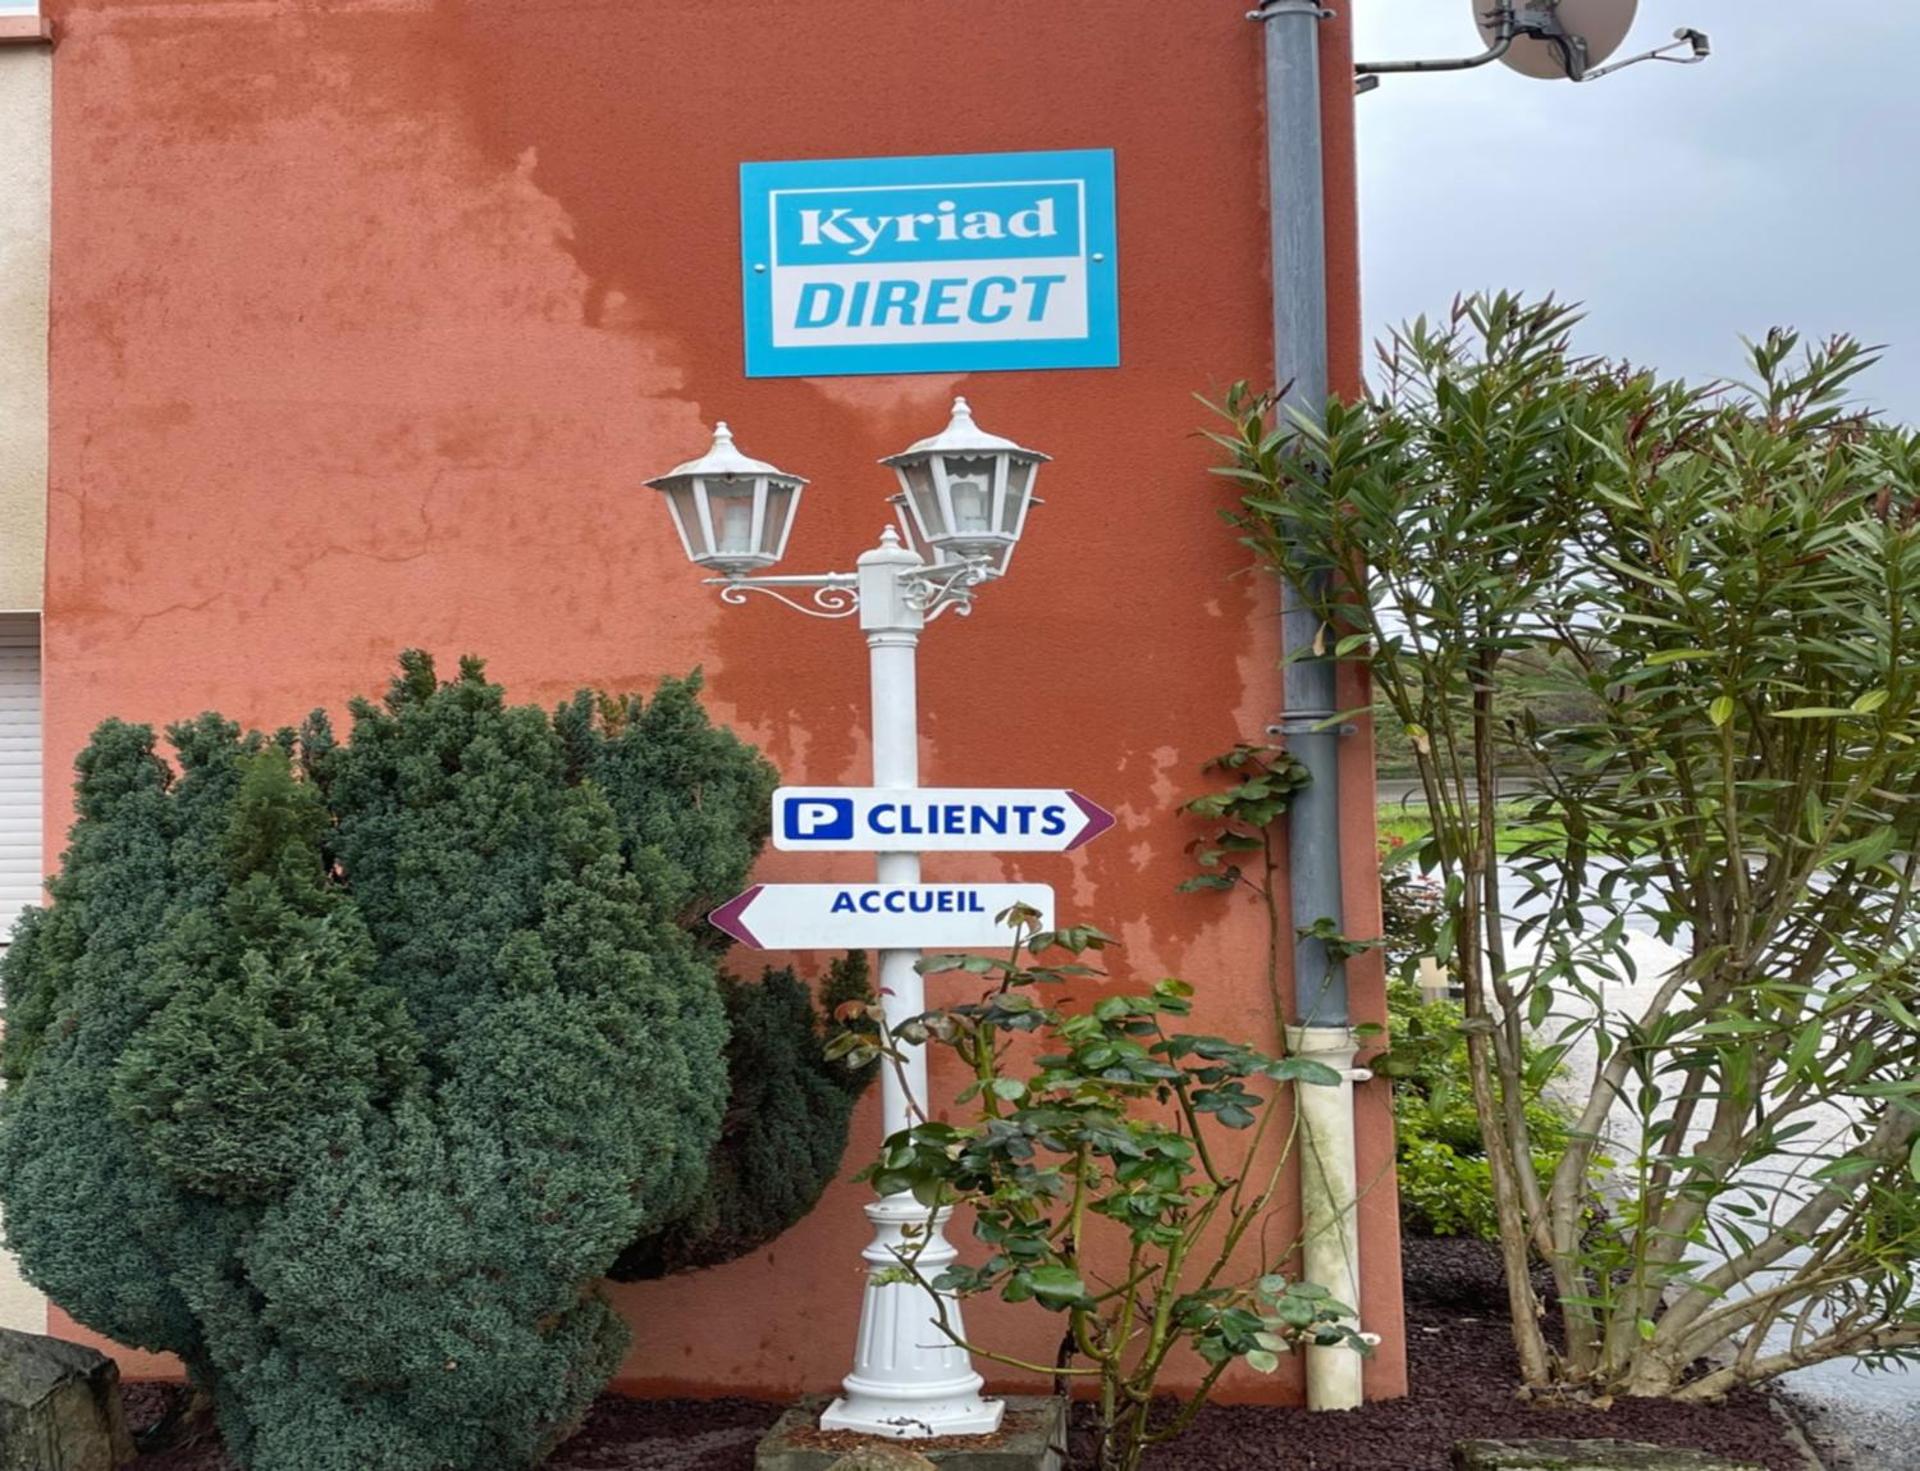 Kyriad
DIRECT
P CLIENTS
ACCUEIL